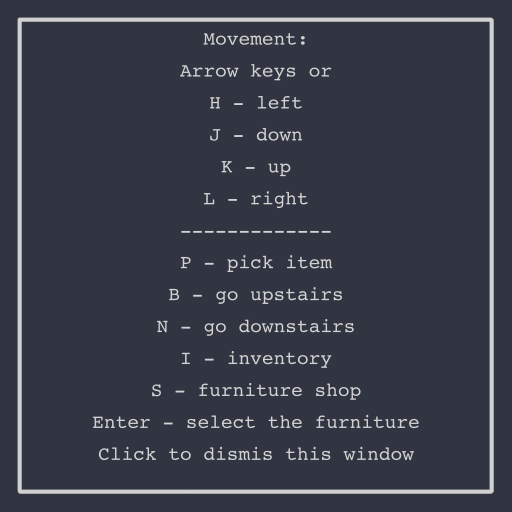 Movement:
Arrow keys or
H - left
J - down
K - up
L - right
-------------
P - pick item
B - go upstairs
N - go downstairs
I - inventory
S - furniture shop
Enter - select the furniture
Click to dismis this window